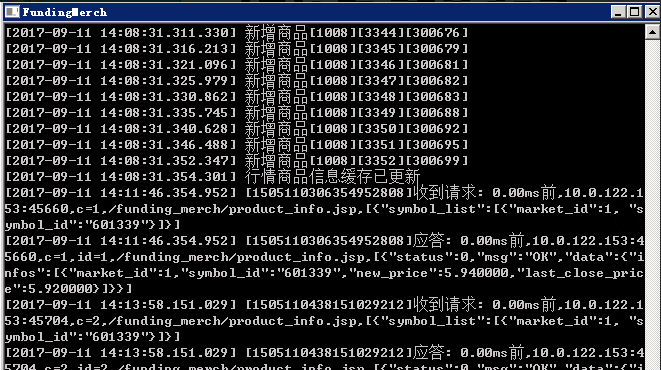 FundingMerch
[2017-09-11 14:08:31.311.330] 新增商品[1008][3344][300676]
[2017-09-11 14:08:31.316.213] 新增商品[1008][3345][300679]
[2017-09-11 14:08:31.321.096] 新增商品[1008][3346][300681]
[2017-09-11 14:08:31.325.979] 新增商品[1008][3347][300682]
[2017-09-11 14:08:31.330.862] 新增商品[1008][3348][300683]
[2017-09-11 14:08:31.335.745] 新增商品[1008][3349][300688]
[2017-09-11 14:08:31.340.628] 新增商品[1008][3350][300692]
[2017-09-11 14:08:31.346.488] 新增商品[1008][3351][300695]
[2017-09-11 14:08:31.352.347] 新增商品[1008][3352][300699]
[2017-09-11 14:08:31.354.301] 行情商品信息缓存已更新
[2017-09-11 14:11:46.354.952] [1505110306354952808]收到请求: 0.00ms前,10.0.122.1
53:45660,c=1,/funding_merch/product_info.jsp,[{"symbol_list":[{"market_id":1, "s
ymbol_id":"601339"}]}]
[2017-09-11 14:11:46.354.952] [1505110306354952808]应答: 0.00ms前,10.0.122.153:4
5660,c=1,id=1,/funding_merch/product_info.jsp,[{"status":0,"msg":"OK","data":{"i
nfos":[{"market_id":1,"symbol_id":"601339","new_price":5.940000,"last_close_pric
e":5.920000}]}}]
[2017-09-11 14:13:58.151.029] [1505110438151029212]收到请求: 0.00ms前,10.0.122.1
53:45704,c=2,/funding_merch/product_info.jsp,[{"symbol_list":[{"market_id":1, "s
ymbol_id":"601339"}]}]
[2017-09-11 14:13:58.151.029] [1505110438151029212]应答: 0.00ms前,10.0.122.153:4
5704,c=2,id=2,/funding_merch/product_info.jsp,[{"status":0,"msg":"OK","data":{"i